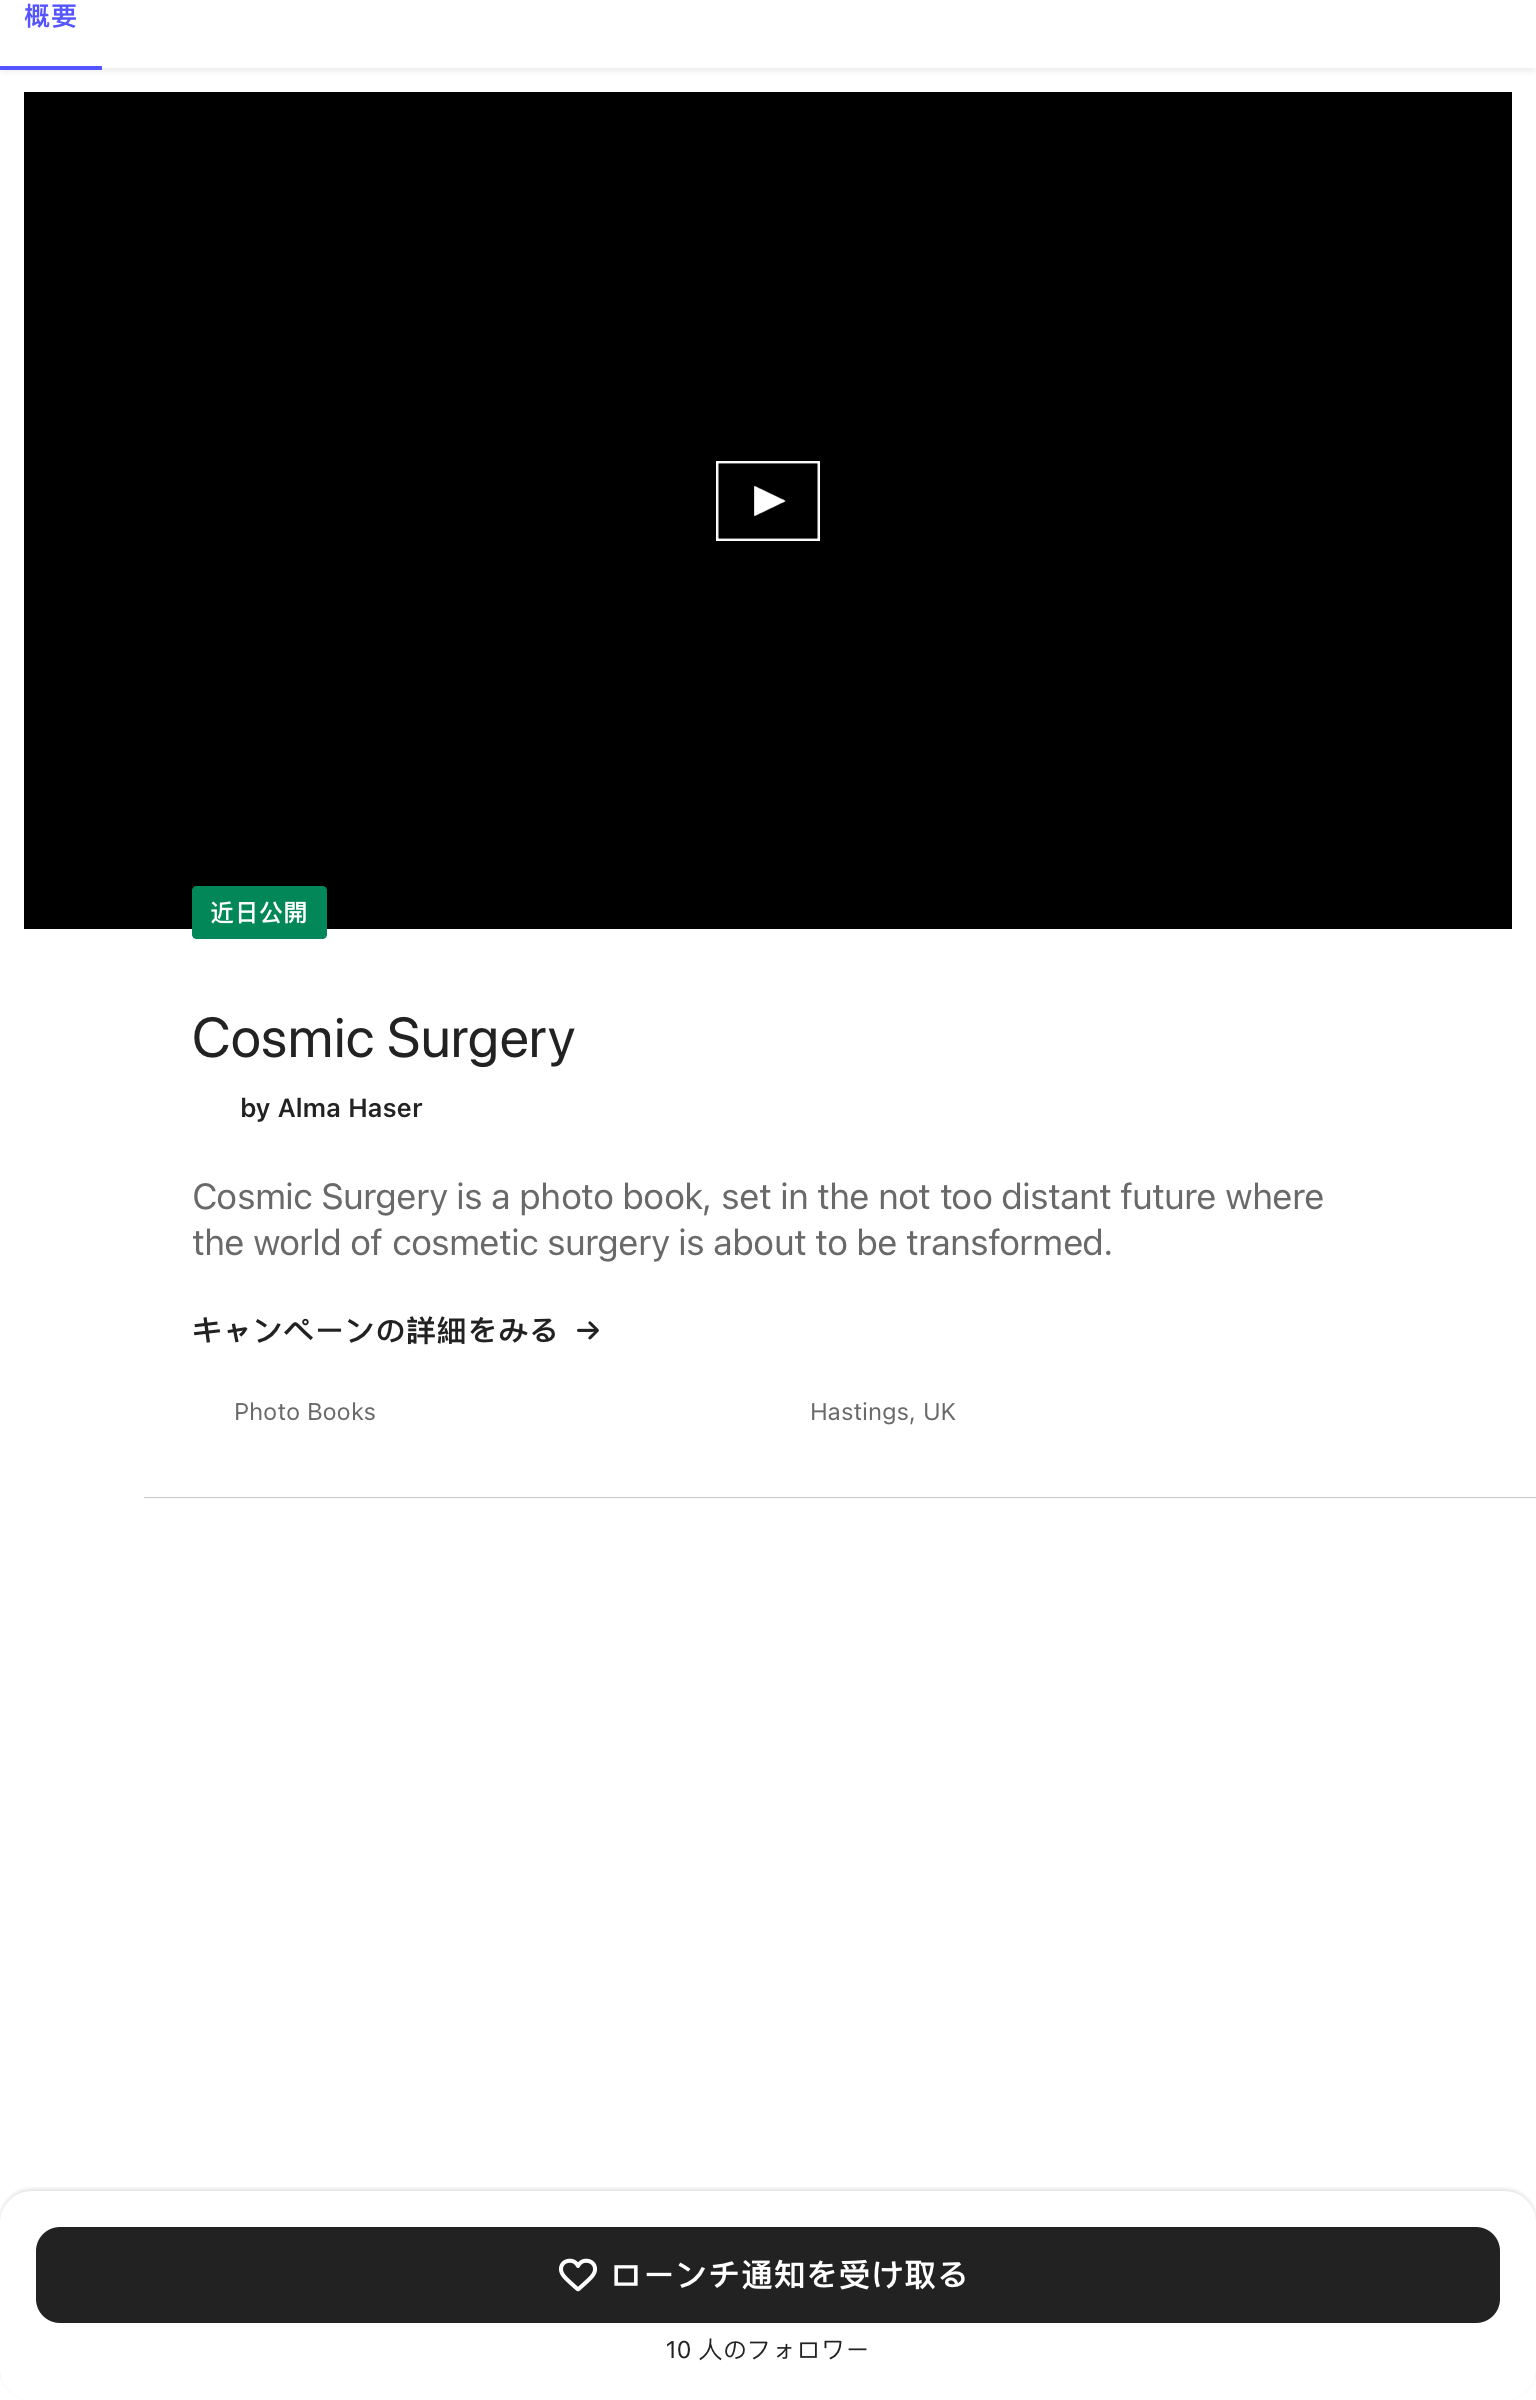 概要
近日公開
Cosmic Surgery
by Alma Haser
Cosmic Surgery is a photo book, set in the not too distant future where
the world of cosmetic surgery is about to be transformed.
キャンペーンの詳細をみる →
Photo Books
Hastings, UK
ローンチ通知を受け取る
10 人のフォロワー